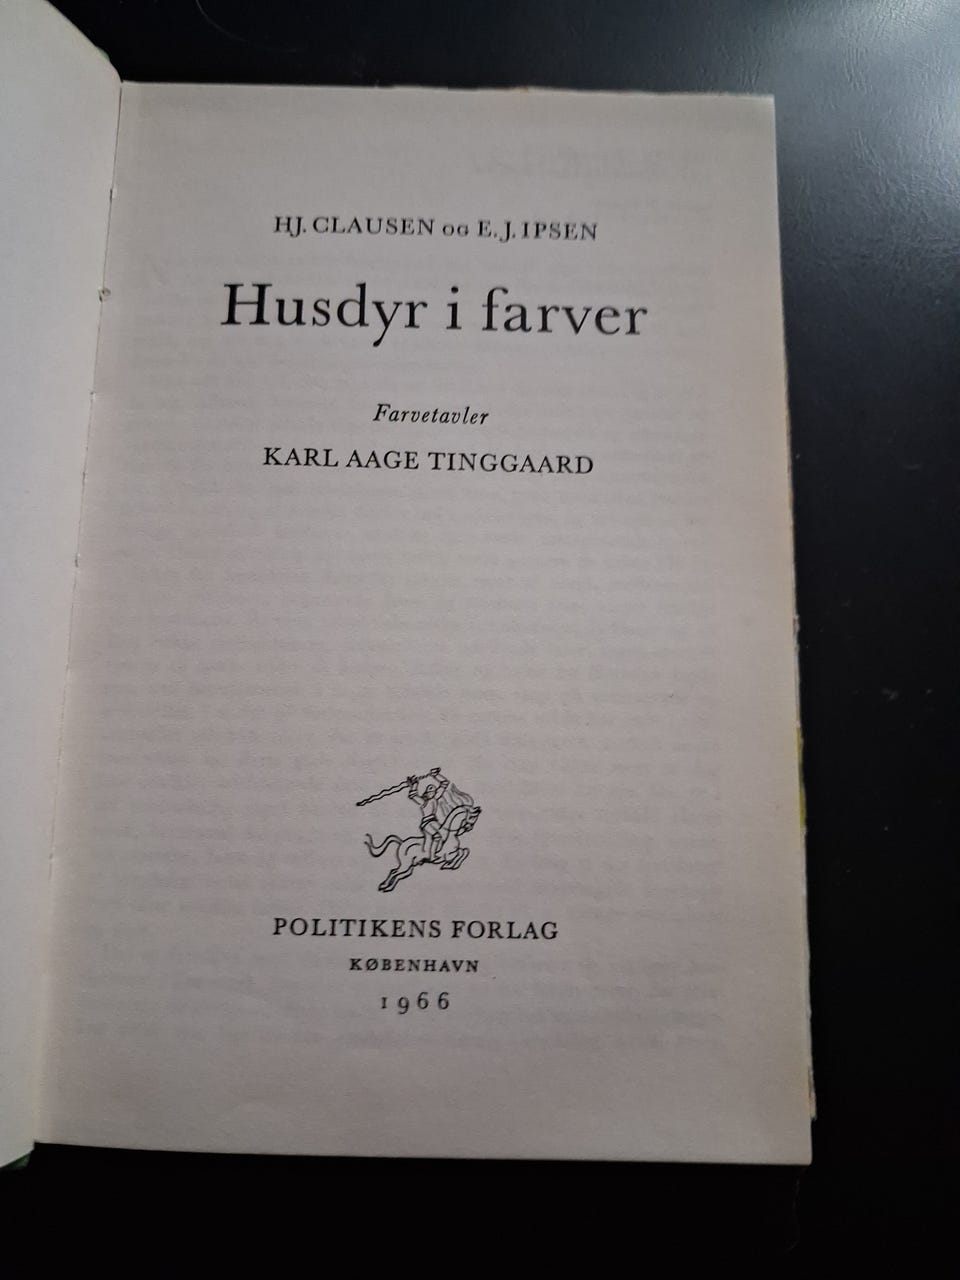 HJ. CLAUSEN OG E. J. IPSEN
Husdyr i farver
Farvetavler
KARL AAGE TINGGAARD
POLITIKENS FORLAG
KØBENHAVN
1966